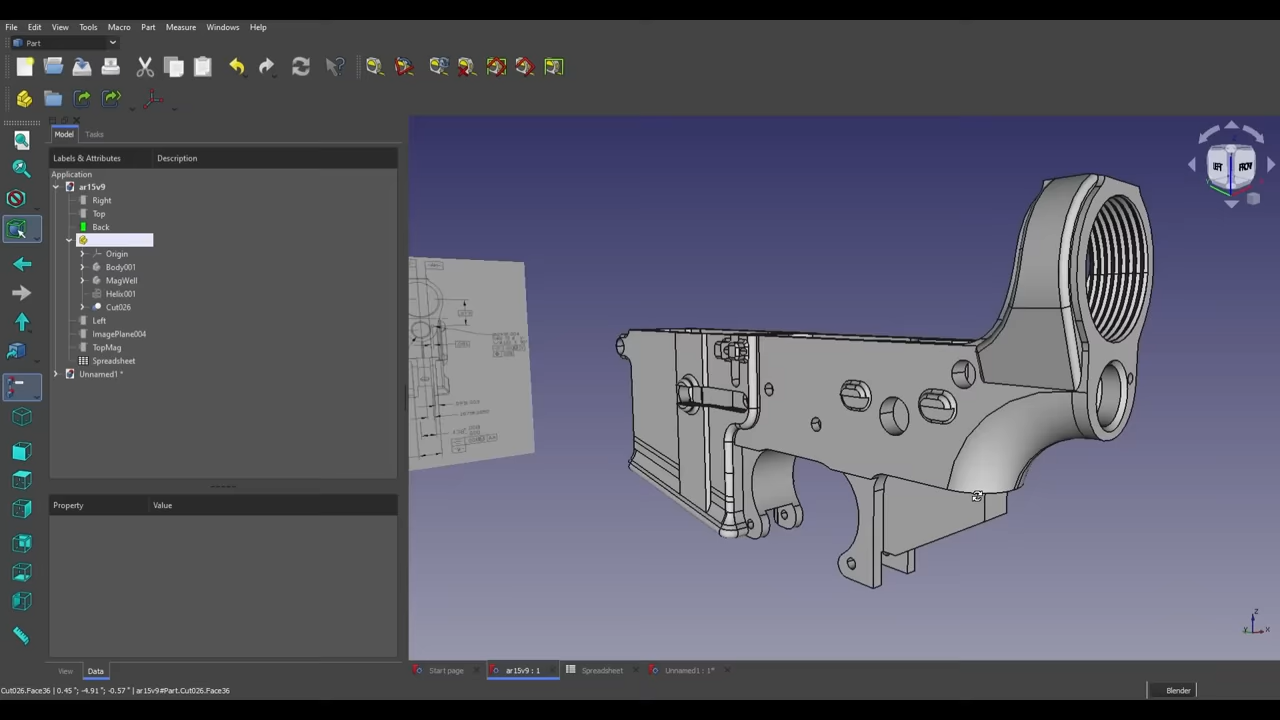 File Edit View Tools Macro Part Measure Windows Help
Part
Model Tasks
Labels & Attributes Description
Application
ar15v9
Right
Top
Back
Origin
Body001
MagWell
Helix001
Cut026
Left
ImagePlane004
TopMag
Spreadsheet
Unnamed1 *
Property Value
View Data
Start page ar15v9 : 1 Spreadsheet Unnamed1 : 1*
Cut026.Face36 | 0.45 ", -4.91 ", -0.57 " | ar15v9#Part.Cut026.Face36
Blender
LEFT FRONT
Z
Y X